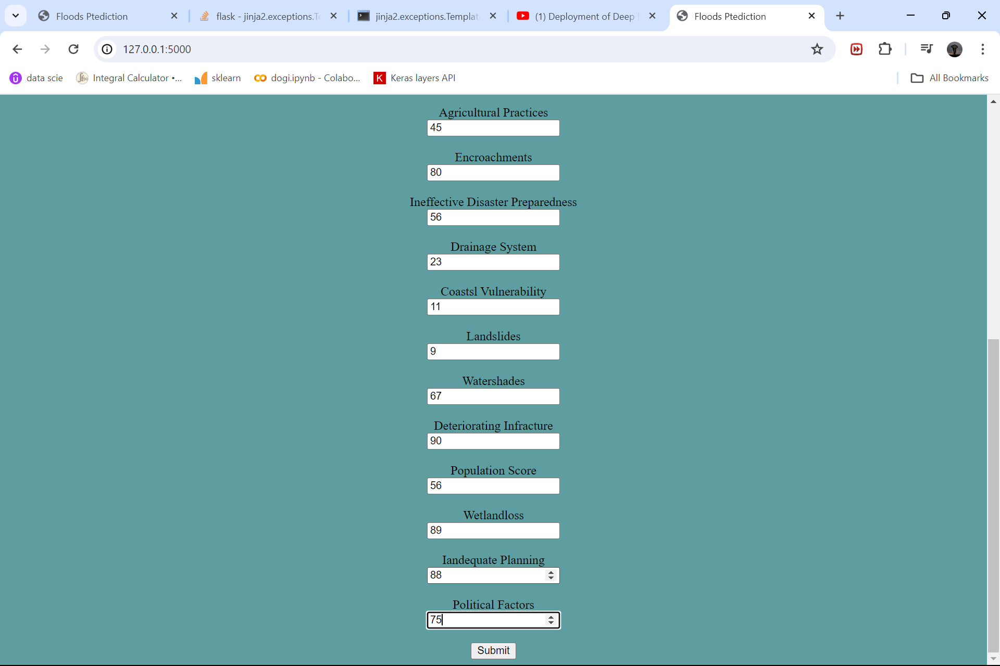 Floods Ptediction
flask - jinja2.exceptions.Te
jinja2.exceptions.Templat
(1) Deployment of Deep
Floods Ptediction
127.0.0.1:5000
data scie
Integral Calculator •...
sklearn
dogi.ipynb - Colabo...
K
Keras layers API
All Bookmarks
Agricultural Practices
45
Encroachments
80
Ineffective Disaster Preparedness
56
Drainage System
23
Coastsl Vulnerability
11
Landslides
9
Watershades
67
Deteriorating Infracture
90
Population Score
56
Wetlandloss
89
Iandequate Planning
88
Political Factors
75
Submit